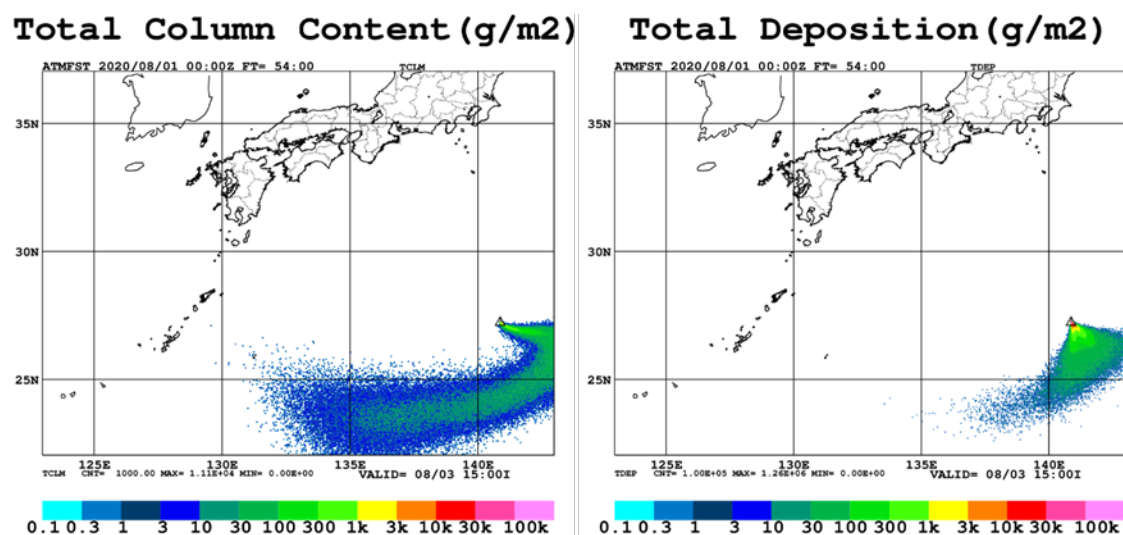 Total Column Content(g/m2)
ATMFST 2020/08/01 00:00Z FT= 54:00 TCLM
35N
30N
25N
125E 130E 135E 140E
TCLM CNT= 1000.00 MAX= 1.11E+04 MIN= 0.00E+00 VALID= 08/03 15:00I
0.1 0.3 1 3 10 30 100 300 1k 3k 10k 30k 100k
Total Deposition(g/m2)
ATMFST 2020/08/01 00:00Z FT= 54:00 TDEP
35N
30N
25N
125E 130E 135E 140E
TDEP CNT= 1.00E+05 MAX= 1.26E+06 MIN= 0.00E+00 VALID= 08/03 15:00I
0.1 0.3 1 3 10 30 100 300 1k 3k 10k 30k 100k